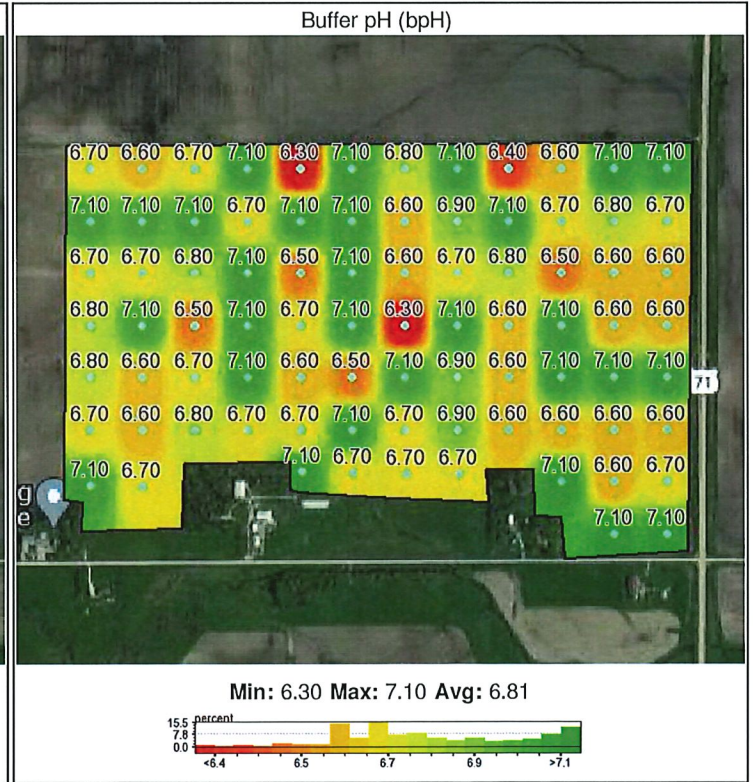 Buffer pH (bpH)
6.70 6.60 6.70 7.10 6.30 7.10 6.80 7.10 6.40 6.60 7.10 7.10
7.10 7.10 7.10 6.70 7.10 7.10 6.60 6.90 7.10 6.70 6.80 6.70
6.70 6.70 6.80 7.10 6.50 7.10 6.60 6.70 6.80 6.50 6.60 6.60
6.80 7.10 6.50 7.10 6.70 7.10 6.30 7.10 6.60 7.10 6.60 6.60
6.80 6.60 6.70 7.10 6.60 6.50 7.10 6.90 6.60 7.10 7.10 7.10
71
6.70 6.60 6.80 6.70 6.70 7.10 6.70 6.90 6.60 6.60 6.60 6.60
7.10 6.70 7.10 6.70 6.70 6.70 7.10 6.60 6.70
g
e
7.10 7.10
Min: 6.30 Max: 7.10 Avg: 6.81
percent
15.5
7.8
0.0
<6.4 6.5 6.7 6.9 >7.1